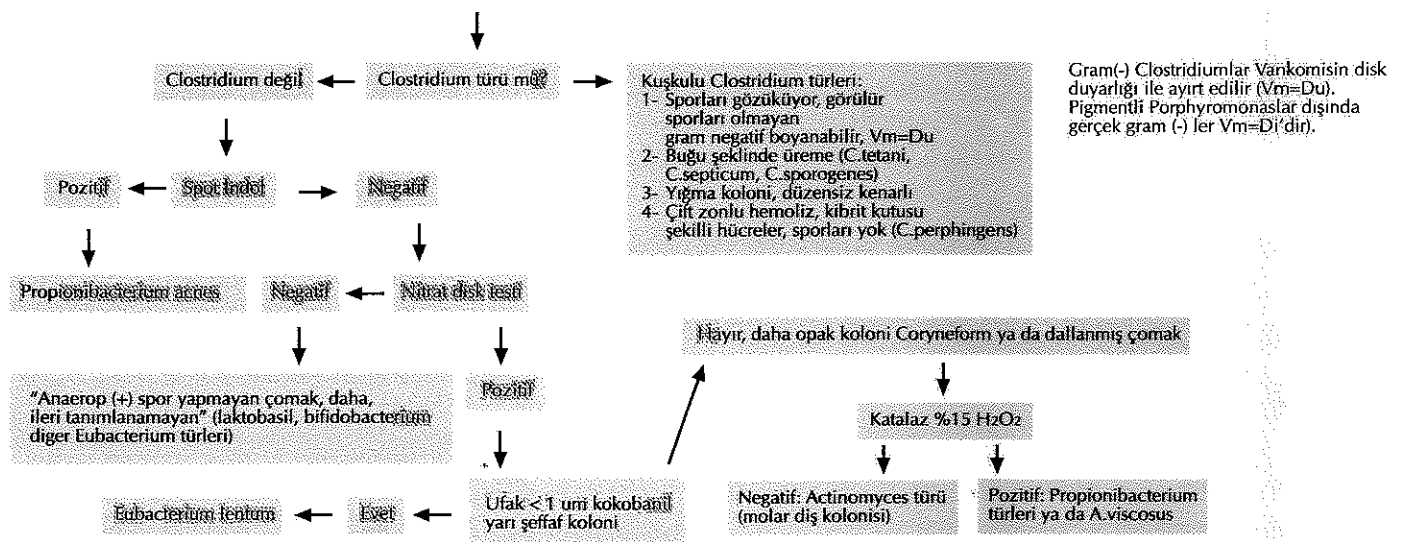 Clostridium değil
Clostridium türü mü?
Kuşkulu Clostridium türleri:
1- Sporları gözüküyor, görülür
sporları olmayan
gram negatif boyanabilir, Vm=Du
2- Buğu şeklinde üreme (C.tetani,
C.septicum, C.sporogenes)
3- Yığma koloni, düzensiz kenarlı
4- Çift zonlu hemoliz, kibrit kutusu
şekilli hücreler, sporları yok (C.perphingens)
Gram(-) Clostridiumlar Vankomisin disk
duyarlığı ile ayırt edilir (Vm=Du).
Pigmentli Porphyromonaslar dışında
gerçek gram (-) ler Vm=Di'dir).
Pozitif
Spot İndol
Negatif
Propionibacterium acnes
Negatif
Nitrat disk testi
Hayır, daha opak koloni Coryneform ya da dallanmış çomak
"Anaerop (+) spor yapmayan çomak, daha,
ileri tanımlanamayan" (laktobasil, bifidobacterium
diger Eubacterium türleri)
Pozitif
Katalaz %15 H2O2
Eubacterium lentum
Evet
Ufak < 1 um kokobasil
yarı şeffaf koloni
Negatif: Actinomyces türü
(molar diş kolonisi)
Pozitif: Propionibacterium
türleri ya da A.viscosus